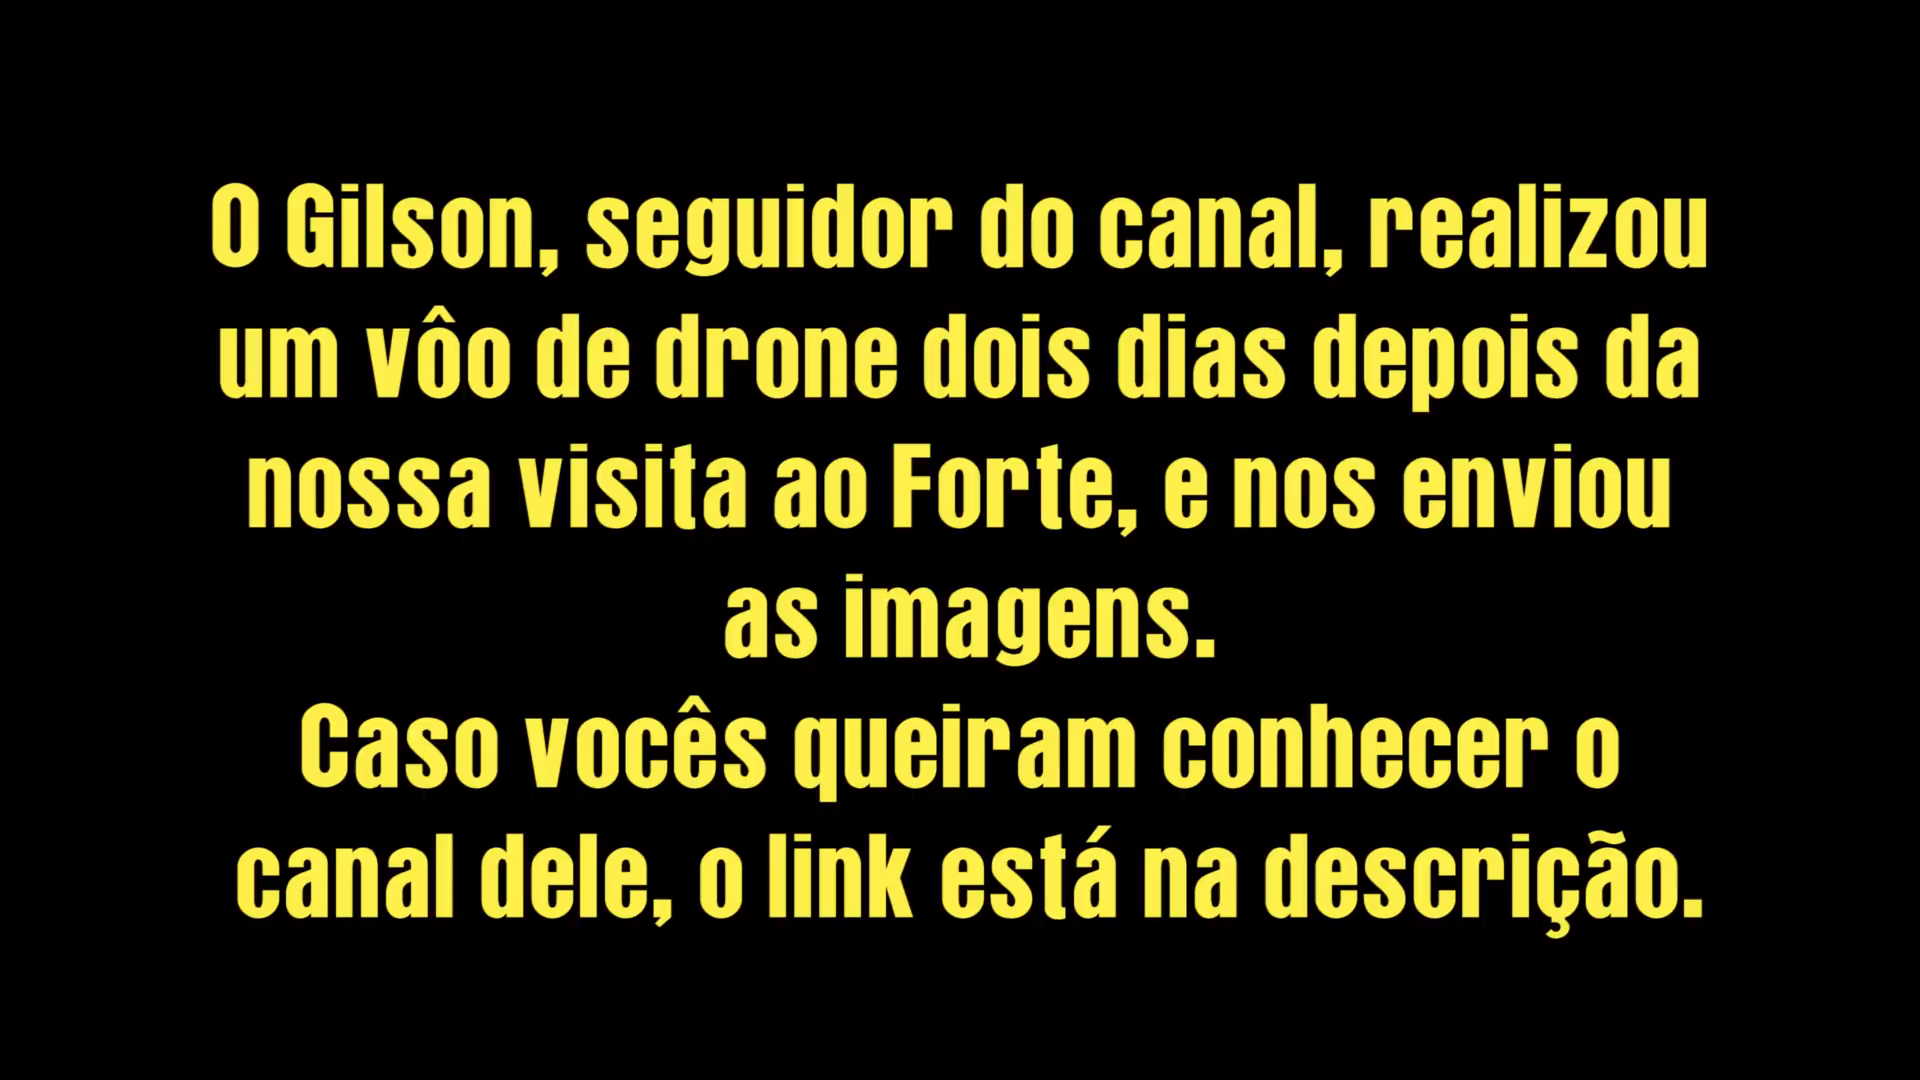 O Gilson, seguidor do canal, realizou
um vôo de drone dois dias depois da
nossa visita ao Forte, e nos enviou
as imagens.
Caso vocês queiram conhecer o
canal dele, o link está na descrição.